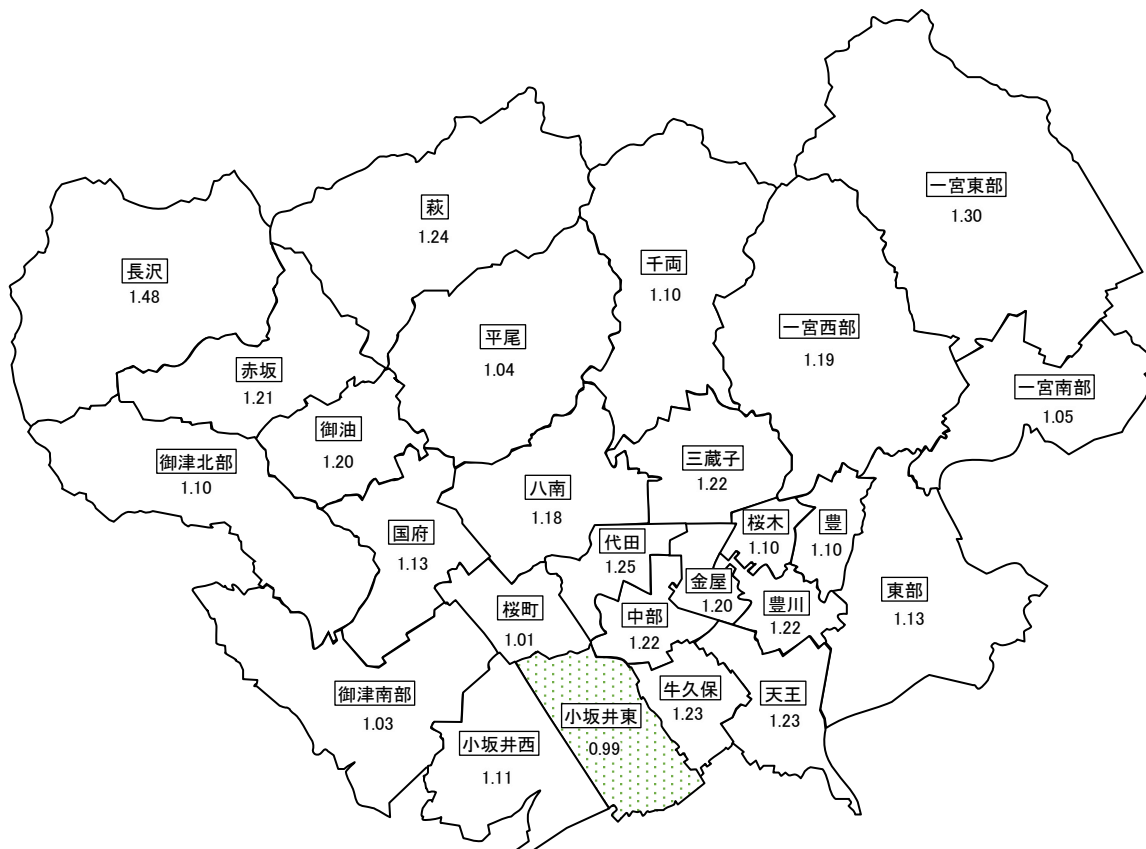 一宮東部
1.30
萩
1.24
千両
1.10
長沢
1.48
一宮西部
1.19
平尾
1.04
赤坂
1.21
一宮南部
1.05
御油
1.20
御津北部
1.10
三蔵子
1.22
八南
1.18
桜木
1.10
豊
1.10
国府
1.13
代田
1.25
金屋
1.20
豊川
1.22
東部
1.13
桜町
1.01
中部
1.22
御津南部
1.03
牛久保
1.23
天王
1.23
小坂井東
0.99
小坂井西
1.11